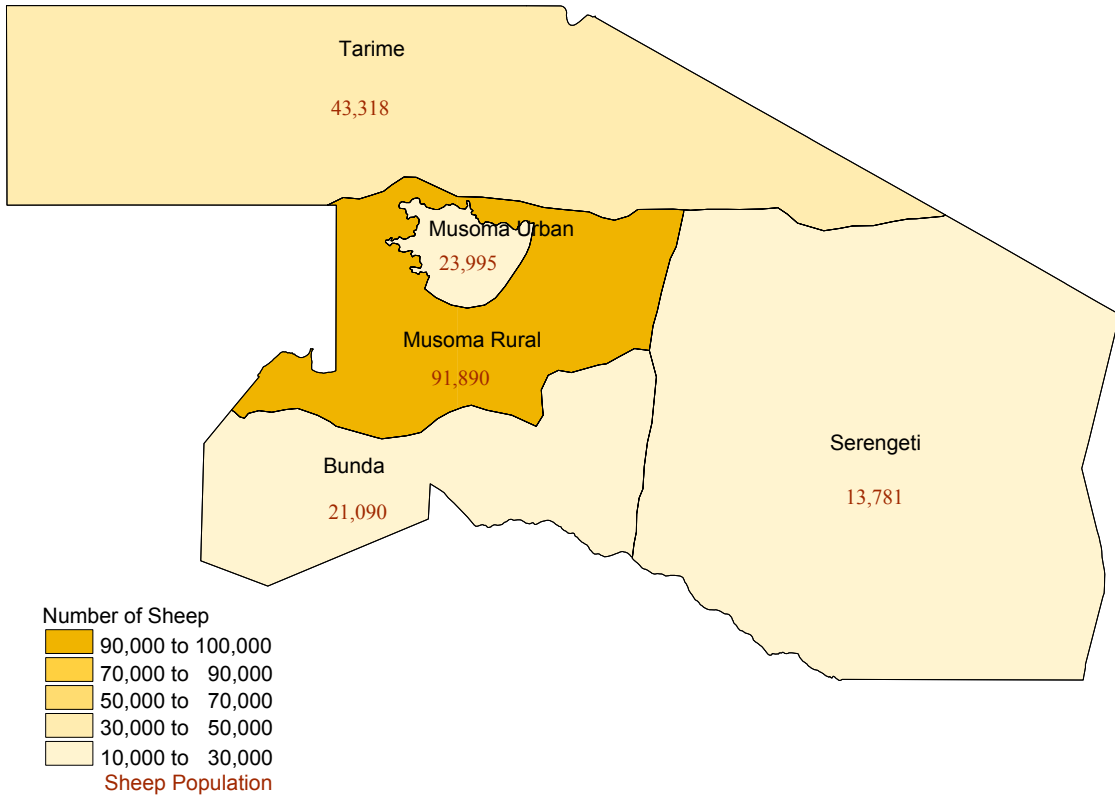 Tarime
43,318
Musoma Urban
23,995
Musoma Rural
91,890
Serengeti
13,781
Bunda
21,090
Number of Sheep
90,000 to 100,000
70,000 to 90,000
50,000 to 70,000
30,000 to 50,000
10,000 to 30,000
Sheep Population